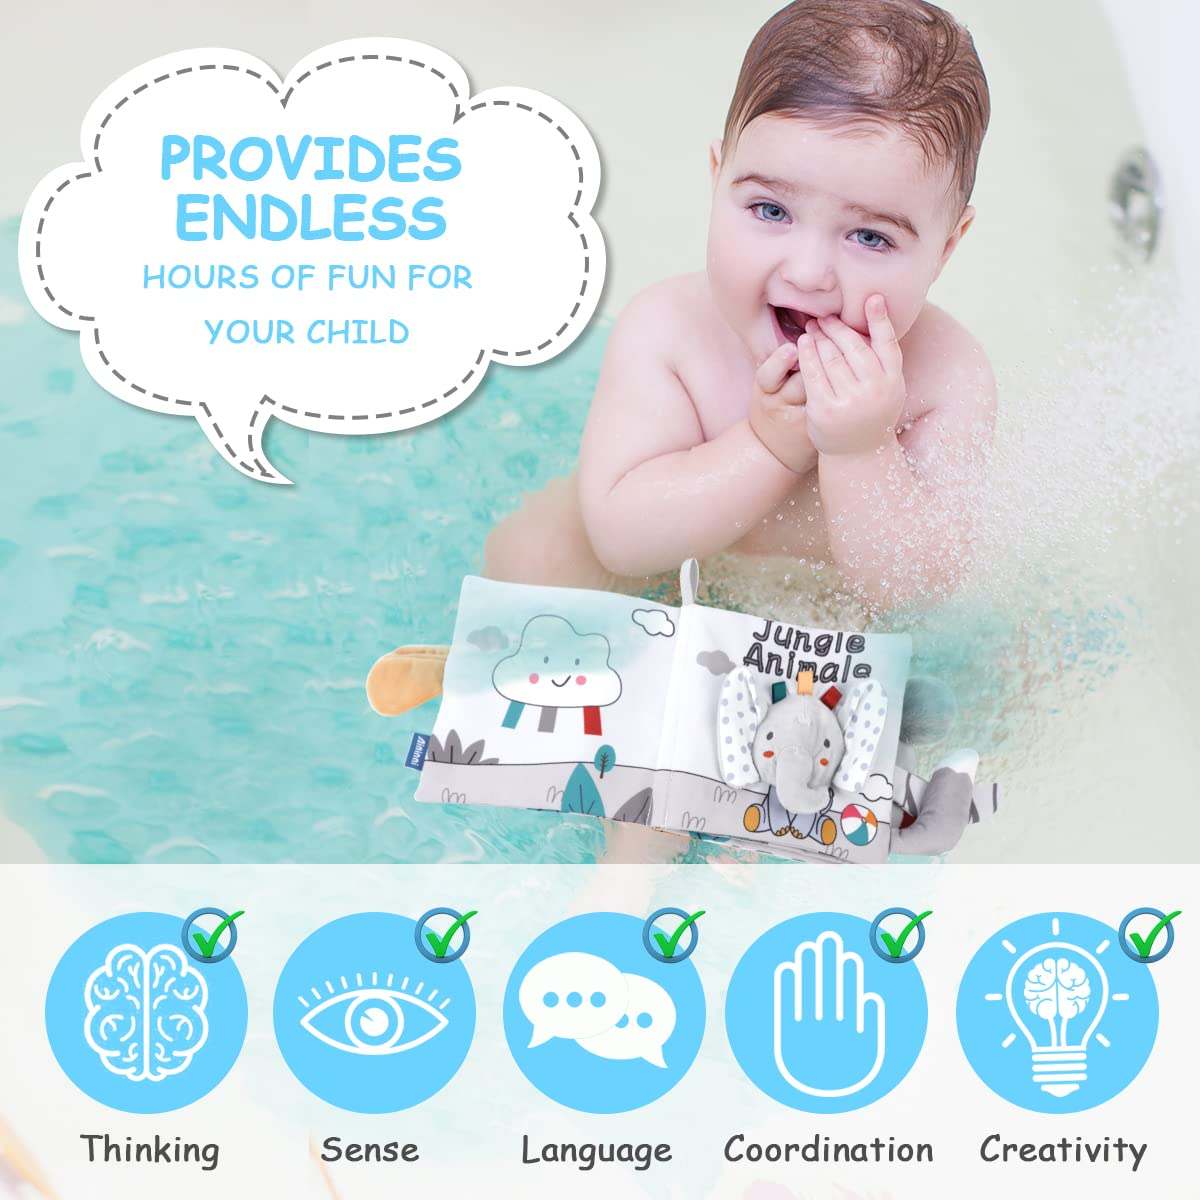 PROVIDES
ENDLESS
HOURS OF FUN FOR
YOUR CHILD
Jungle
Animals
Thinking
Sense
Language
Coordination
Creativity